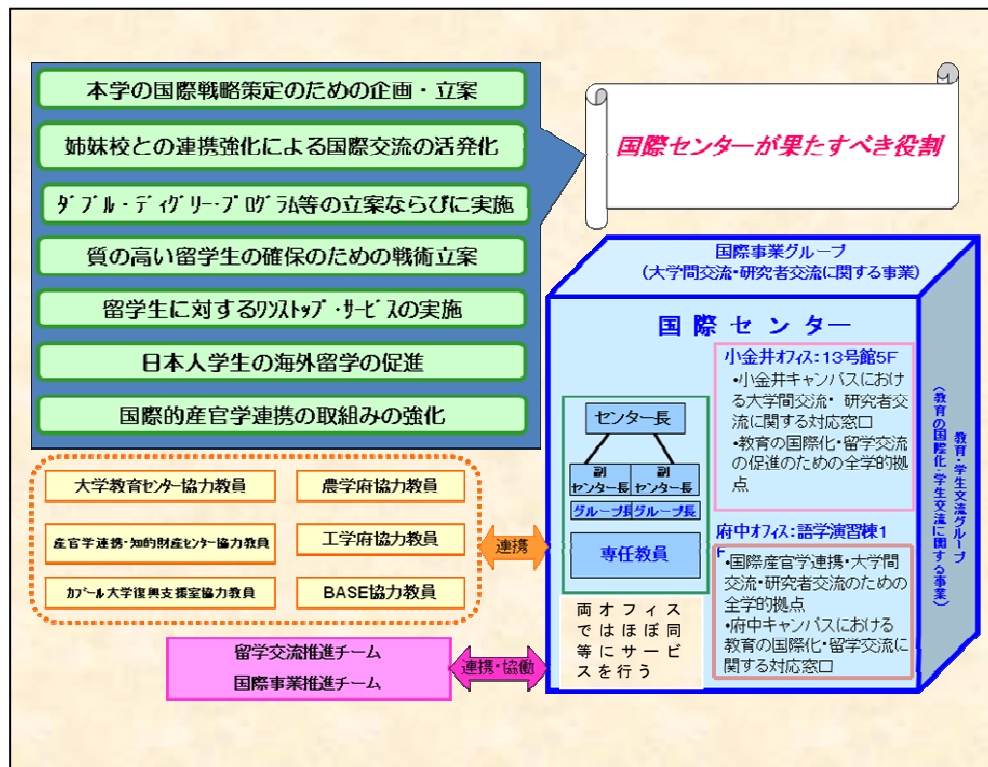 本学の国際戦略策定のための企画・立案
姉妹校との連携強化による国際交流の活発化
ﾀﾞﾌﾞﾙ・ﾃﾞｨｸﾞﾘｰ・ﾌﾟﾛｸﾞﾗﾑ等の立案ならびに実施
質の高い留学生の確保のための戦術立案
留学生に対するﾜﾝｽﾄｯﾌﾟ・ｻｰﾋﾞｽの実施
日本人学生の海外留学の促進
国際的産官学連携の取組みの強化
国際センターが果たすべき役割
国際事業グループ
（大学間交流・研究者交流に関する事業）
国際センター
小金井ｵﾌｨｽ：13号館5F
•小金井キャンパスにおけ
る大学間交流・研究者交
流に関する対応窓口
•教育の国際化・留学交流
の促進のための全学的拠
点
センター長
副
センター長
副
センター長
グループ長
グループ長
専任教員
府中ｵﾌｨｽ：語学演習棟1
F
•国際産官学連携・大学間
交流・研究者交流のための
全学的拠点
•府中キャンパスにおける
教育の国際化・留学交流に
関する対応窓口
両オフィス
ではほぼ同
等にサービ
スを行う
教育・学生交流グループ
（教育の国際化・学生交流に関する事業）
大学教育ｾﾝﾀｰ協力教員
農学府協力教員
産官学連携・知的財産ｾﾝﾀｰ協力教員
工学府協力教員
ｶﾌﾞｰﾙ大学復興支援室協力教員
BASE協力教員
連携
留学交流推進チーム
国際事業推進チーム
連携・協働